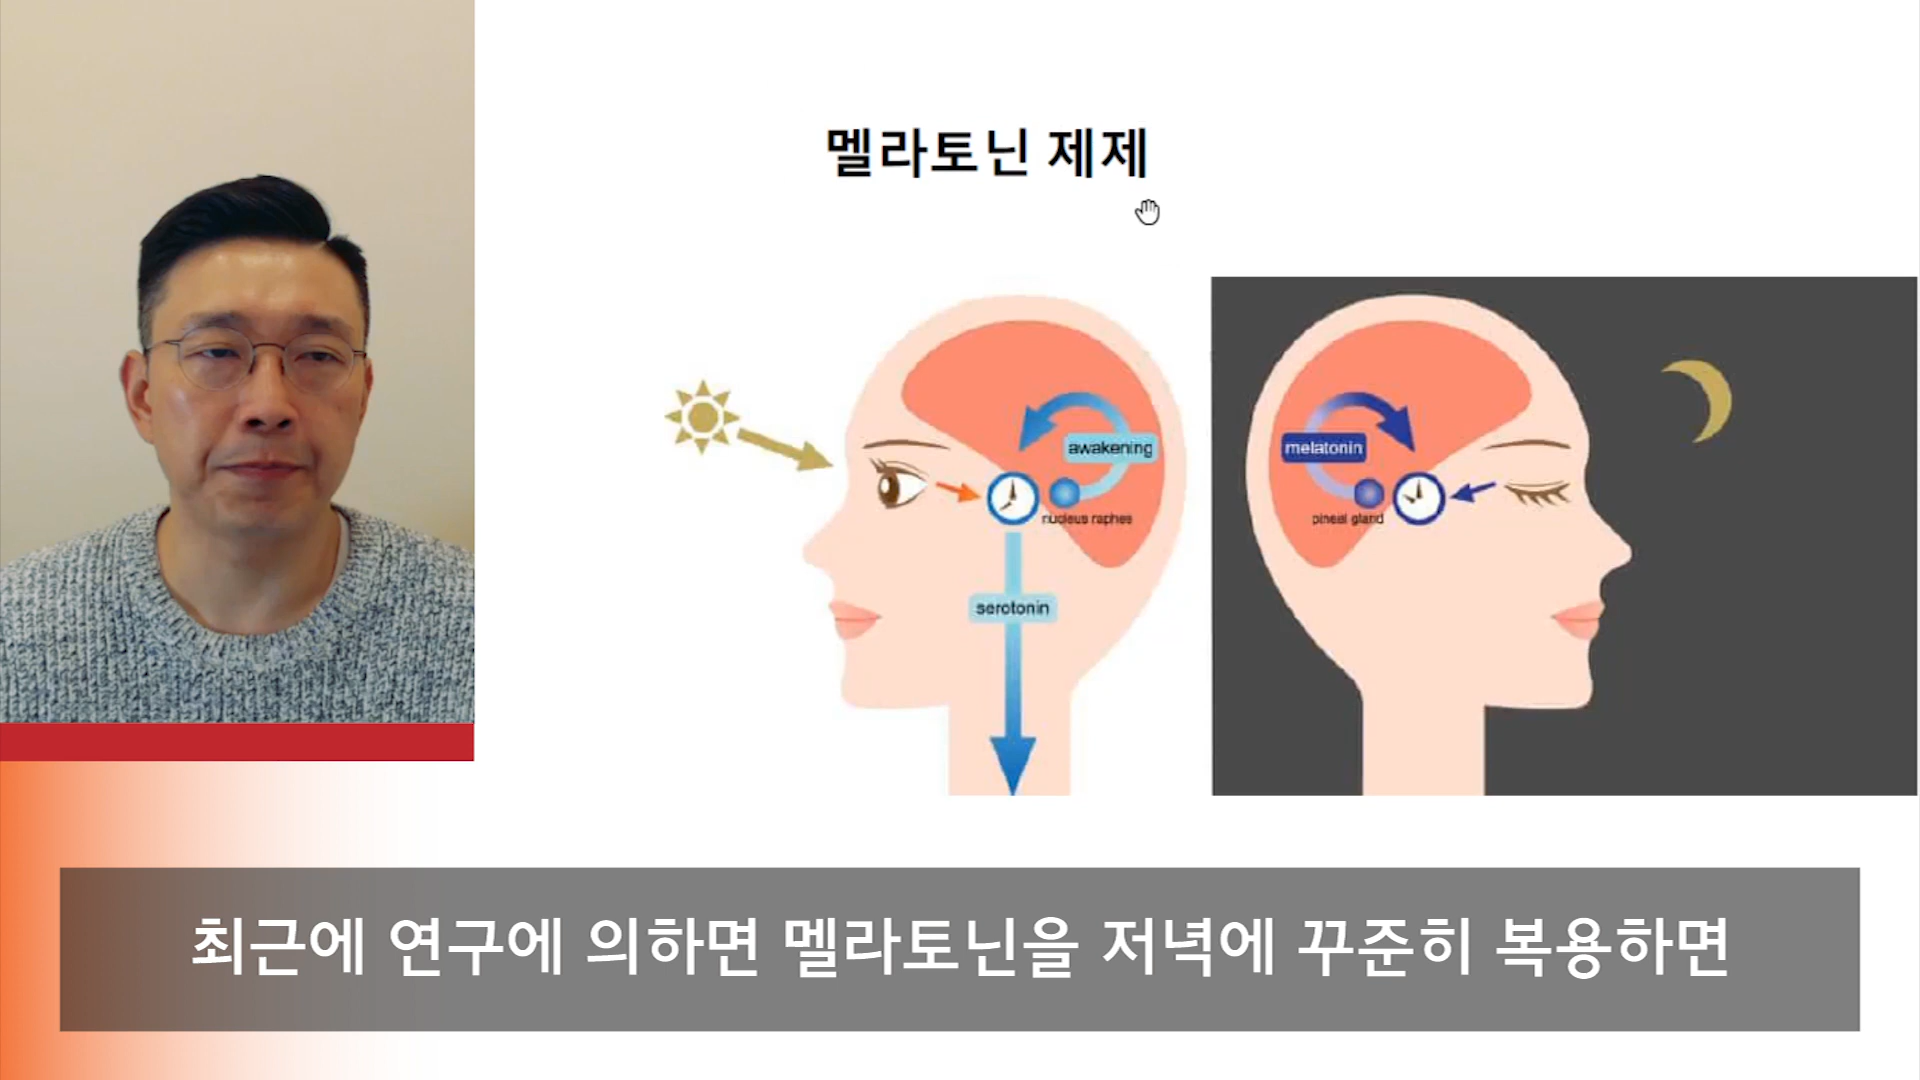 멜라토닌 제제
awakening
nucleus raphes
serotonin
melatonin
pineal gland
최근에 연구에 의하면 멜라토닌을 저녁에 꾸준히 복용하면